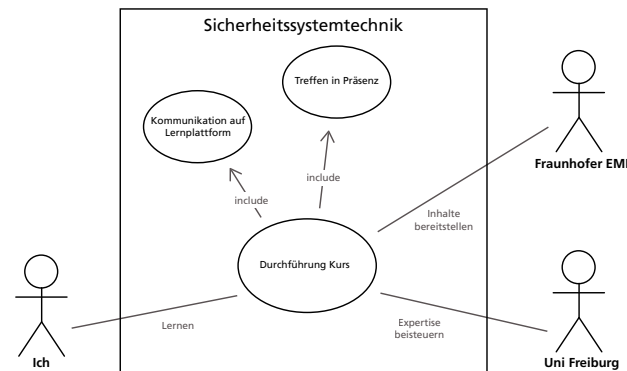 Sicherheitssystemtechnik
Treffen in Präsenz
Kommunikation auf
Lernplattform
include
include
Fraunhofer EMI
Inhalte
bereitstellen
Durchführung Kurs
Lernen
Expertise
beisteuern
Ich
Uni Freiburg